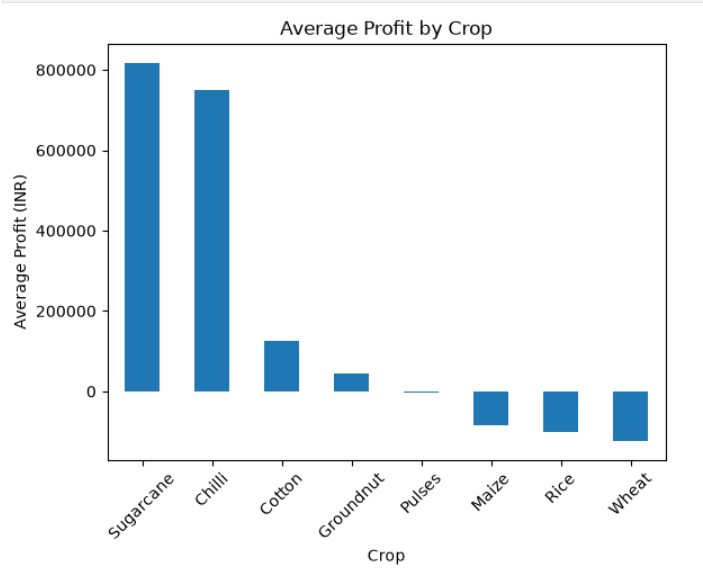 Average Profit by Crop
Average Profit (INR)
800000
600000
400000
200000
0
Sugarcane
Chilli
Cotton
Groundnut
Pulses
Maize
Rice
Wheat
Crop